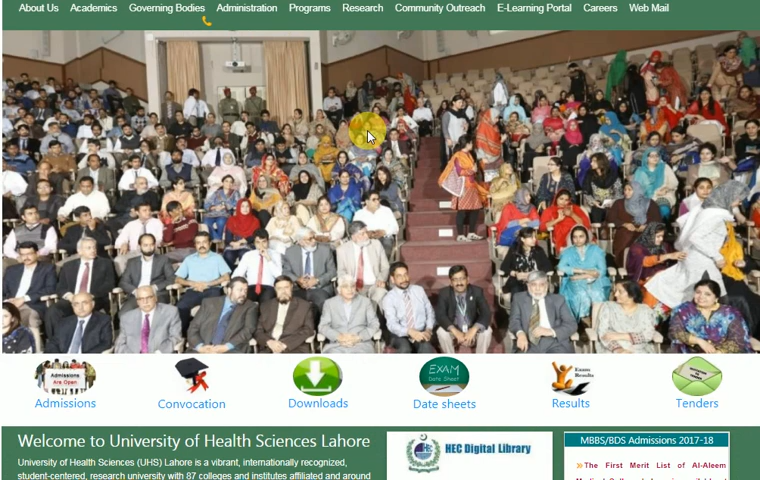 About Us Academics Governing Bodies Administration Programs Research Community Outreach E-Learning Portal Careers Web Mail
Admissions Are Open
EXAM
Date Sheet
Exams
Results
Admissions Convocation Downloads Date sheets Results Tenders
Welcome to University of Health Sciences Lahore
University of Health Sciences (UHS) Lahore is a vibrant, internationally recognized,
student-centered, research university with 87 colleges and institutes affiliated and around
HEC Digital Library
MBBS/BDS Admissions 2017-18
The First Merit List of Al-Aleem